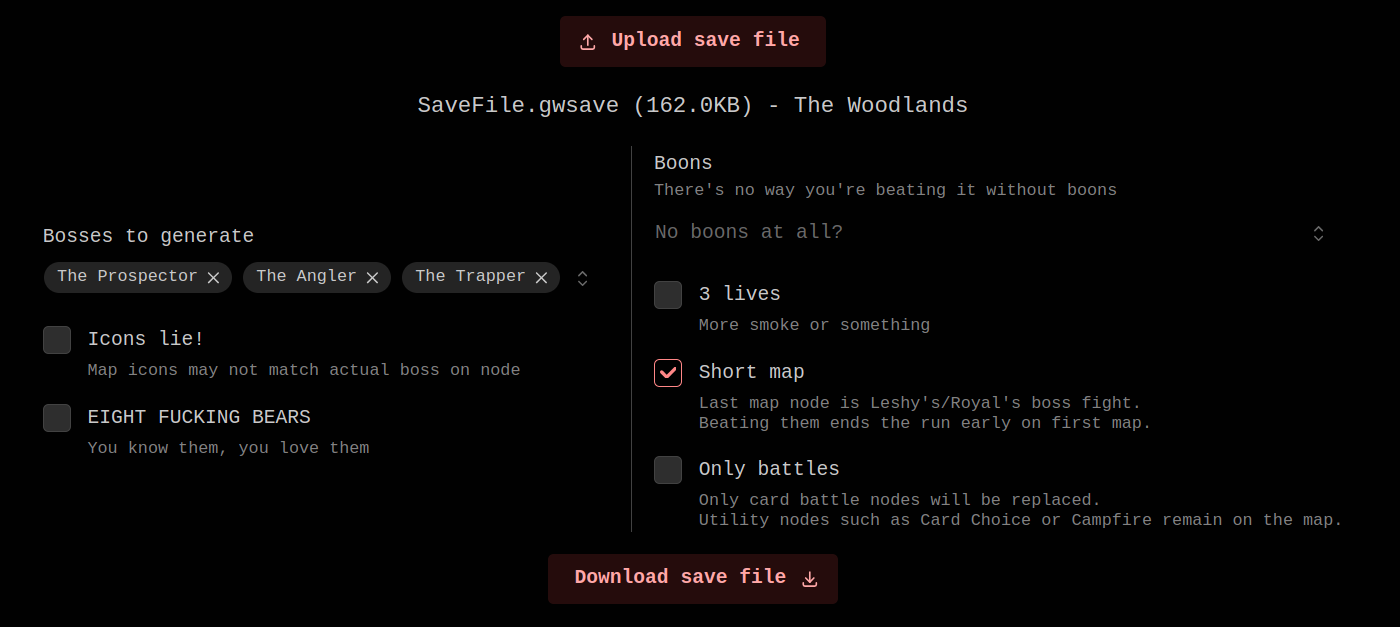 Upload save file
SaveFile.gwsave (162.0KB) - The Woodlands
Bosses to generate
The Prospector
The Angler
The Trapper
Icons lie!
Map icons may not match actual boss on node
EIGHT FUCKING BEARS
You know them, you love them
Boons
There's no way you're beating it without boons
No boons at all?
3 lives
More smoke or something
Short map
Last map node is Leshy's/Royal's boss fight.
Beating them ends the run early on first map.
Only battles
Only card battle nodes will be replaced.
Utility nodes such as Card Choice or Campfire remain on the map.
Download save file